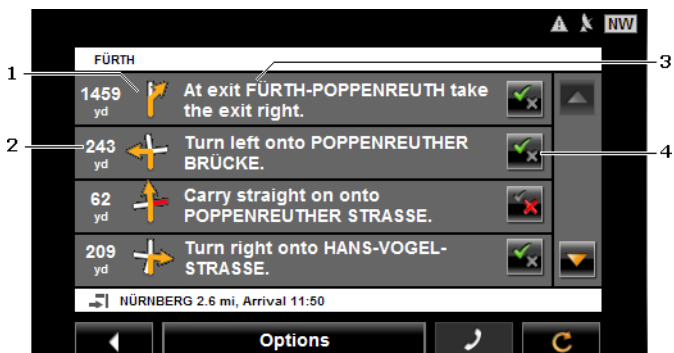 NW
FÜRTH
1
3
1459
yd
At exit FÜRTH-POPPENREUTH take
the exit right.
2
243
yd
Turn left onto POPPENREUTHER
BRÜCKE.
4
62
yd
Carry straight on onto
POPPENREUTHER STRASSE.
209
yd
Turn right onto HANS-VOGEL-
STRASSE.
NÜRNBERG 2.6 mi, Arrival 11:50
Options